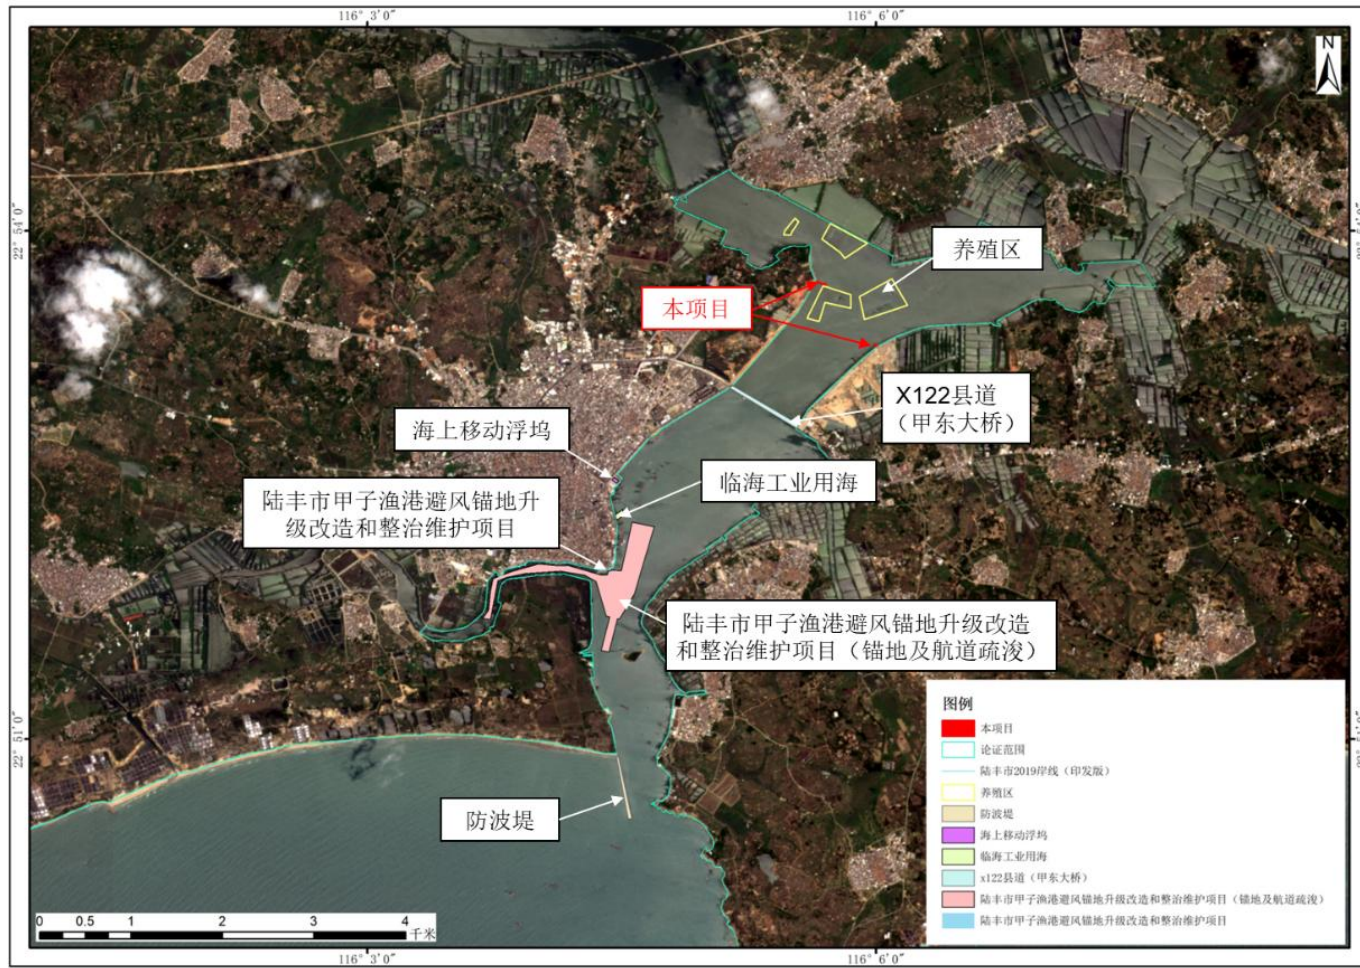 116° 3′0″
116° 6′0″
N
22° 54′0″
22° 54′0″
养殖区
本项目
X122县道
（甲东大桥）
海上移动浮坞
临海工业用海
陆丰市甲子渔港避风锚地升
级改造和整治维护项目
陆丰市甲子渔港避风锚地升级改造
和整治维护项目（锚地及航道疏浚）
22° 51′0″
22° 51′0″
防波堤
图例
本项目
论证范围
陆丰市2019岸线（印发版）
养殖区
防波堤
海上移动浮坞
临海工业用海
x122县道（甲东大桥）
陆丰市甲子渔港避风锚地升级改造和整治维护项目（锚地及航道疏浚）
陆丰市甲子渔港避风锚地升级改造和整治维护项目
0 0.5 1 2 3 4
千米
116° 3′0″
116° 6′0″